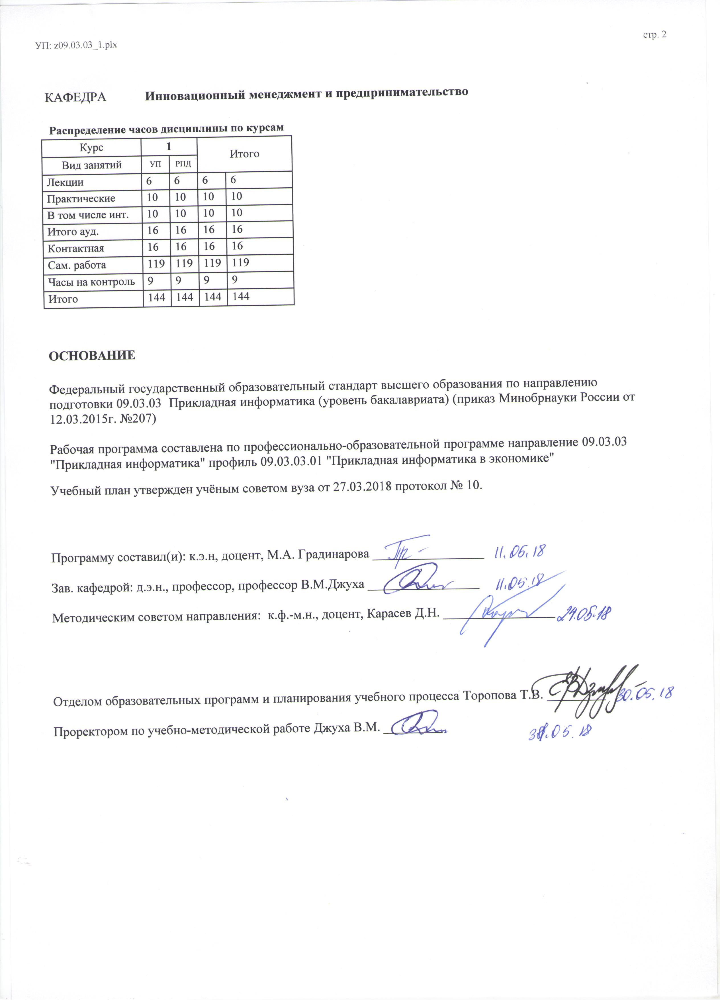 УП: z09.03.03_1.plx
стр. 2
КАФЕДРА Инновационный менеджмент и предпринимательство
Распределение часов дисциплины по курсам
Курс 1 Итого
Вид занятий УП РПД
Лекции 6 6 6 6
Практические 10 10 10 10
В том числе инт. 10 10 10 10
Итого ауд. 16 16 16 16
Контактная 16 16 16 16
Сам. работа 119 119 119 119
Часы на контроль 9 9 9 9
Итого 144 144 144 144
ОСНОВАНИЕ
Федеральный государственный образовательный стандарт высшего образования по направлению
подготовки 09.03.03 Прикладная информатика (уровень бакалавриата) (приказ Минобрнауки России от
12.03.2015г. №207)
Рабочая программа составлена по профессионально-образовательной программе направление 09.03.03
"Прикладная информатика" профиль 09.03.03.01 "Прикладная информатика в экономике"
Учебный план утвержден учёным советом вуза от 27.03.2018 протокол № 10.
Программу составил(и): к.э.н, доцент, М.А. Градинарова 11.05.18
Зав. кафедрой: д.э.н., профессор, профессор В.М.Джуха 11.05.18
Методическим советом направления: к.ф.-м.н., доцент, Карасев Д.Н. 24.05.18
Отделом образовательных программ и планирования учебного процесса Торопова Т.В. 30.05.18
Проректором по учебно-методической работе Джуха В.М. 31.05.18